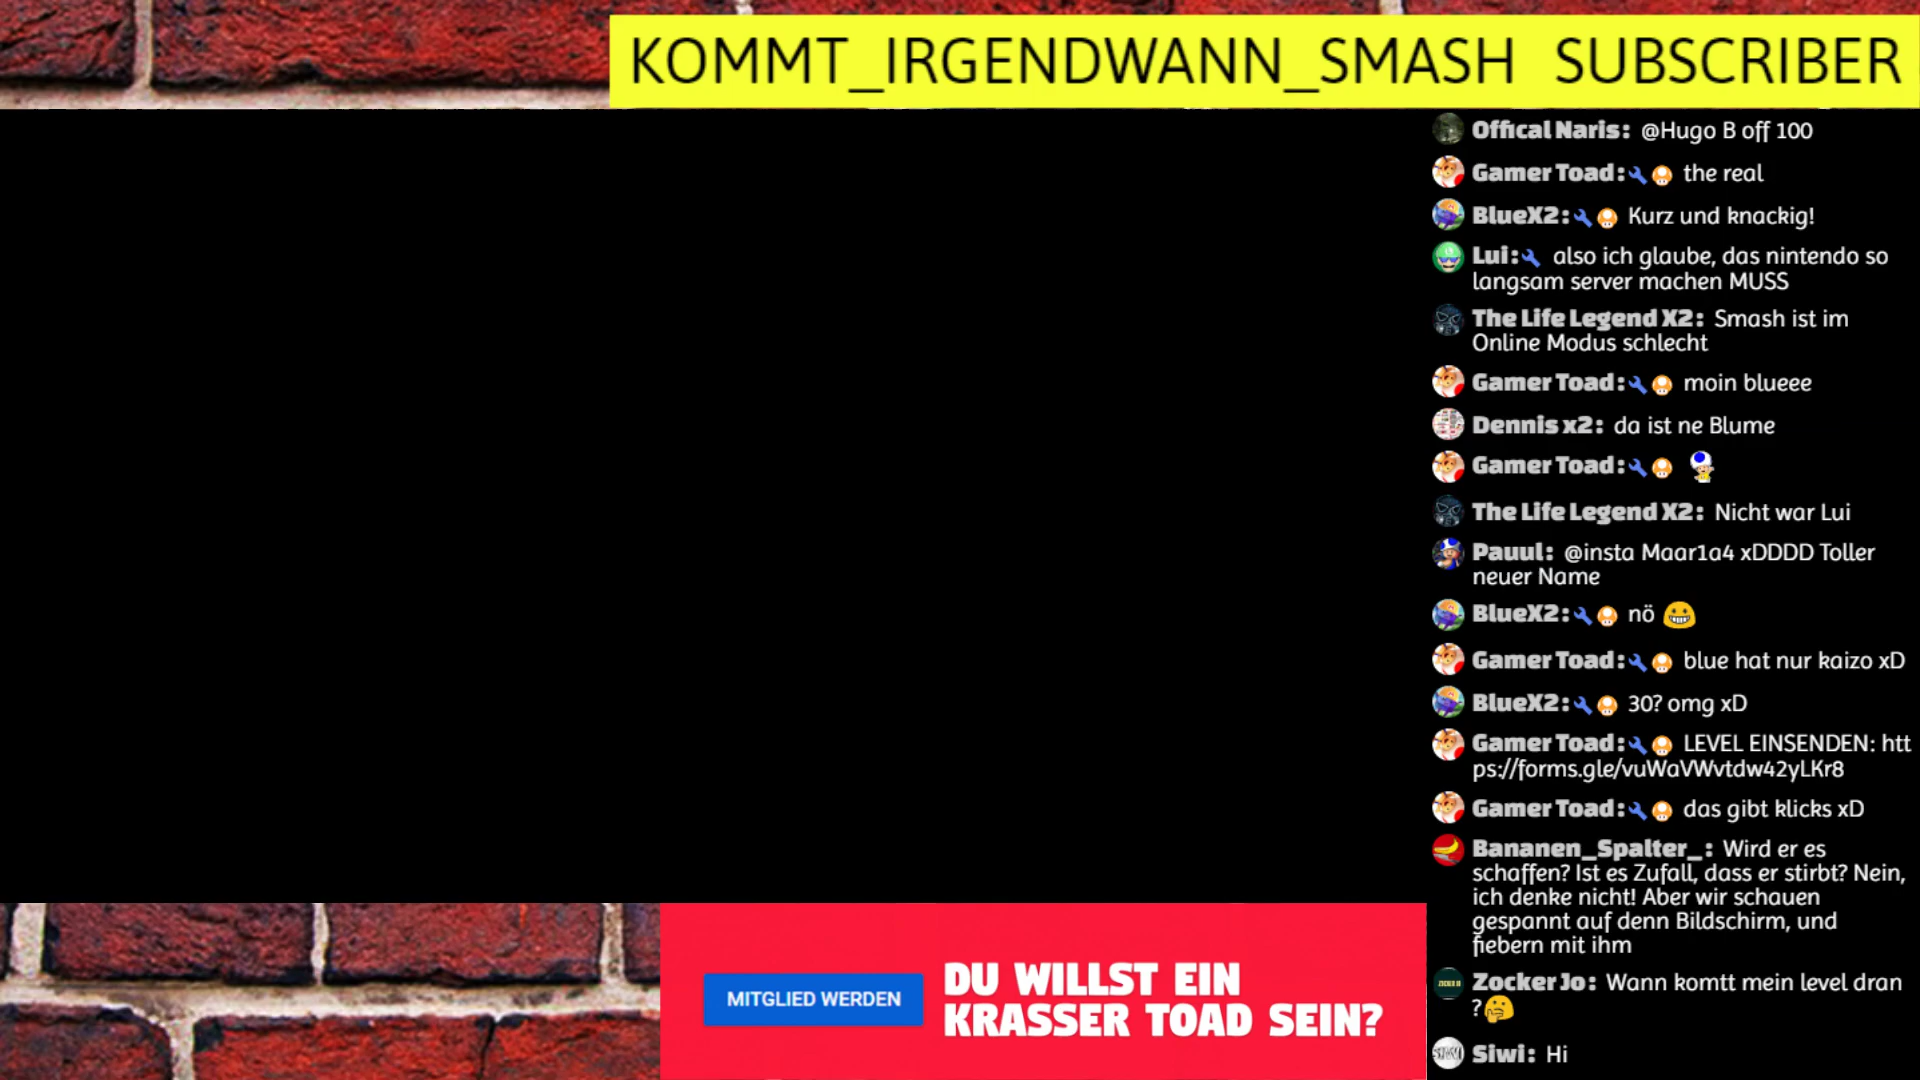 KOMMT_IRGENDWANN_SMASH SUBSCRIBER
Offical Naris: @Hugo B off 100
Gamer Toad: the real
BlueX2: Kurz und knackig!
Lui: also ich glaube, das nintendo so
langsam server machen MUSS
The Life Legend X2: Smash ist im
Online Modus schlecht
Gamer Toad: moin blueee
Dennis x2: da ist ne Blume
Gamer Toad:
The Life Legend X2: Nicht war Lui
Pauul: @insta Maar1a4 xDDDD Toller
neuer Name
BlueX2: nö 😀
Gamer Toad: blue hat nur kaizo xD
BlueX2: 30? omg xD
Gamer Toad: LEVEL EINSENDEN: htt
ps://forms.gle/vuWaVWvtdw42yLKr8
Gamer Toad: das gibt klicks xD
Bananen_Spalter_: Wird er es
schaffen? Ist es Zufall, dass er stirbt? Nein,
ich denke nicht! Aber wir schauen
gespannt auf denn Bildschirm, und
fiebern mit ihm
Zocker Jo: Wann komtt mein level dran
?🤔
Siwi: Hi
MITGLIED WERDEN
DU WILLST EIN
KRASSER TOAD SEIN?